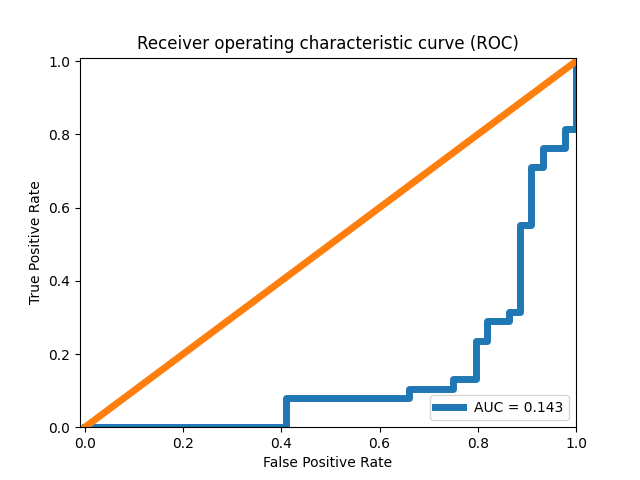 Receiver operating characteristic curve (ROC)
True Positive Rate
1.0
0.8
0.6
0.4
0.2
0.0
AUC = 0.143
0.0 0.2 0.4 0.6 0.8 1.0
False Positive Rate